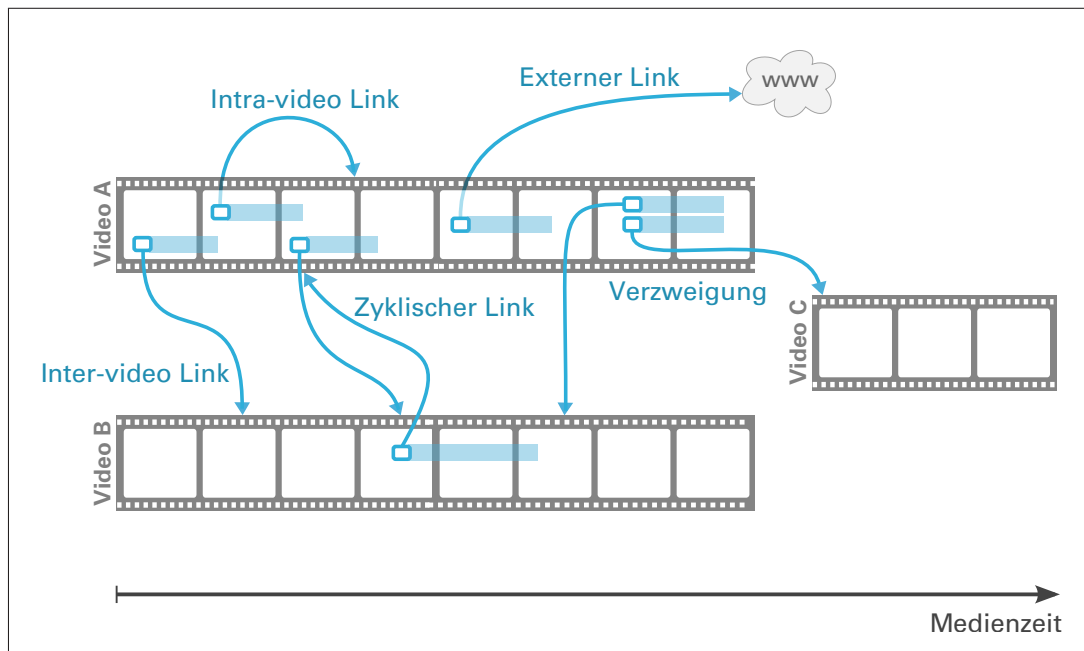 Externer Link
www
Intra-video Link
Video A
Zyklischer Link
Verzweigung
Video C
Inter-video Link
Video B
Medienzeit